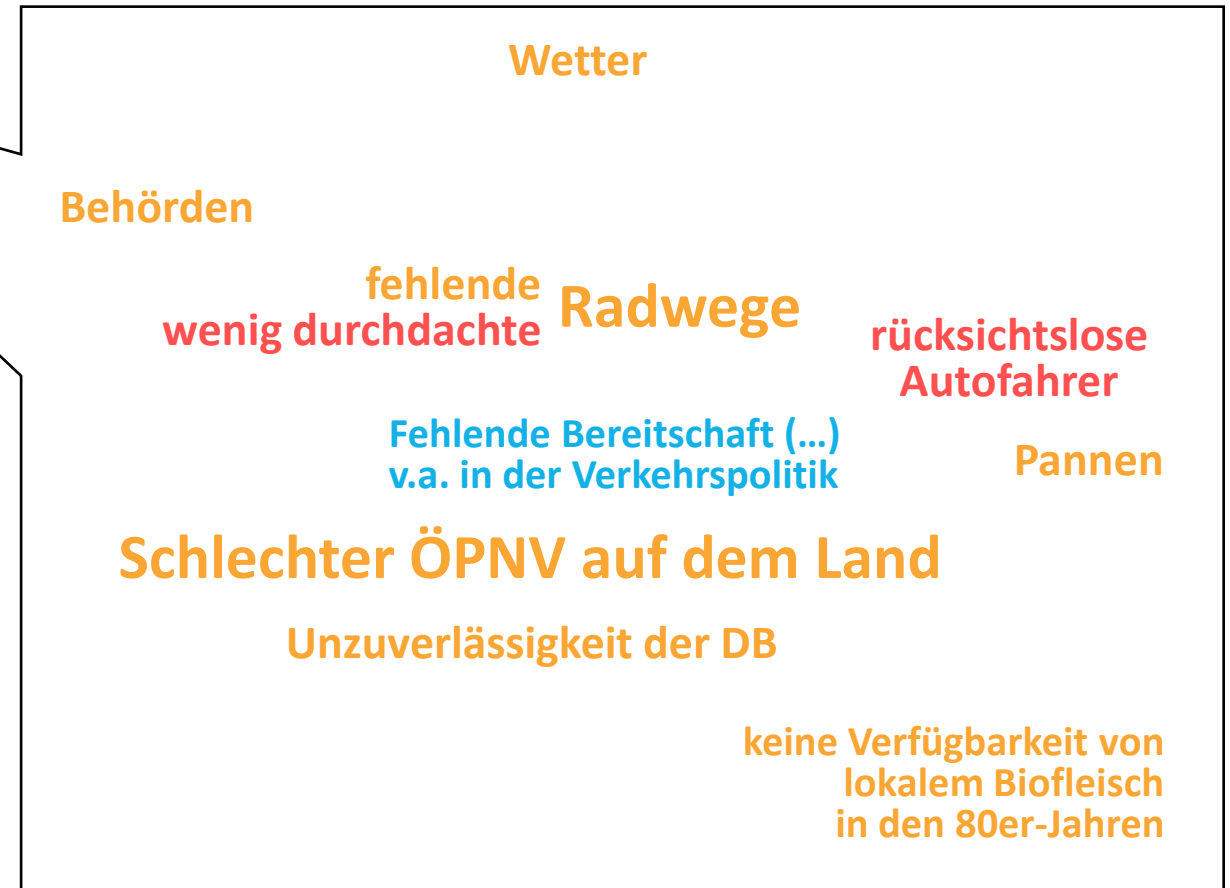 Wetter
Behörden
fehlende
wenig durchdachte
Radwege
rücksichtslose
Autofahrer
Fehlende Bereitschaft (...)
v.a. in der Verkehrspolitik
Pannen
Schlechter ÖPNV auf dem Land
Unzuverlässigkeit der DB
keine Verfügbarkeit von
lokalem Biofleisch
in den 80er-Jahren